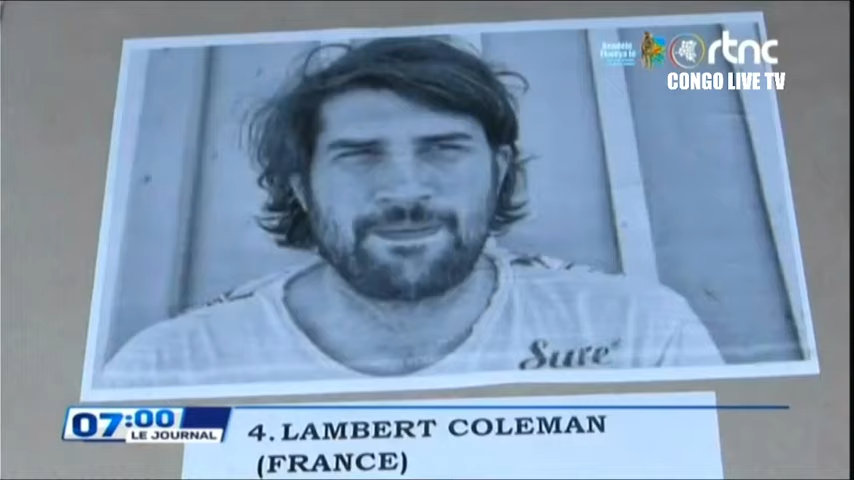 rtnc
CONGO LIVE TV
Sure
07:00
LE JOURNAL
4. LAMBERT COLEMAN
(FRANCE)